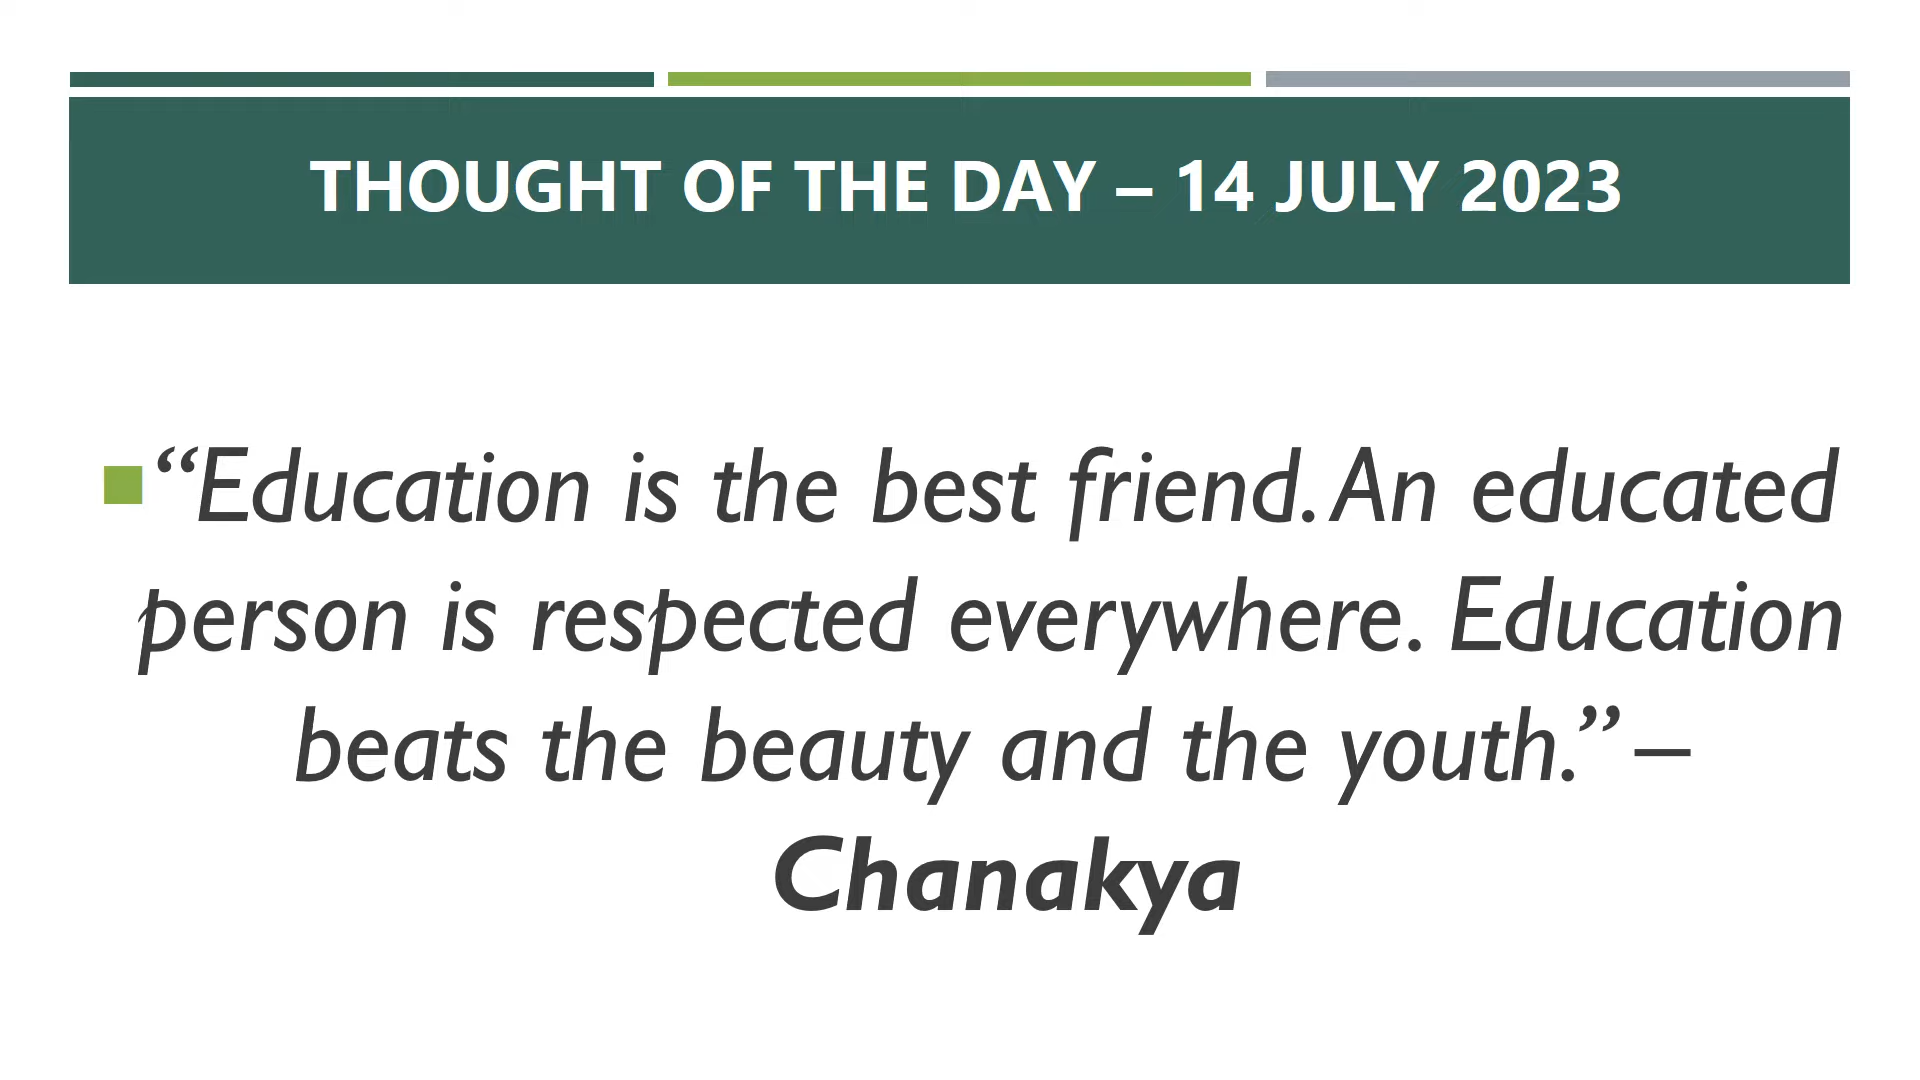 THOUGHT OF THE DAY – 14 JULY 2023
“Education is the best friend. An educated
person is respected everywhere. Education
beats the beauty and the youth.” –
Chanakya